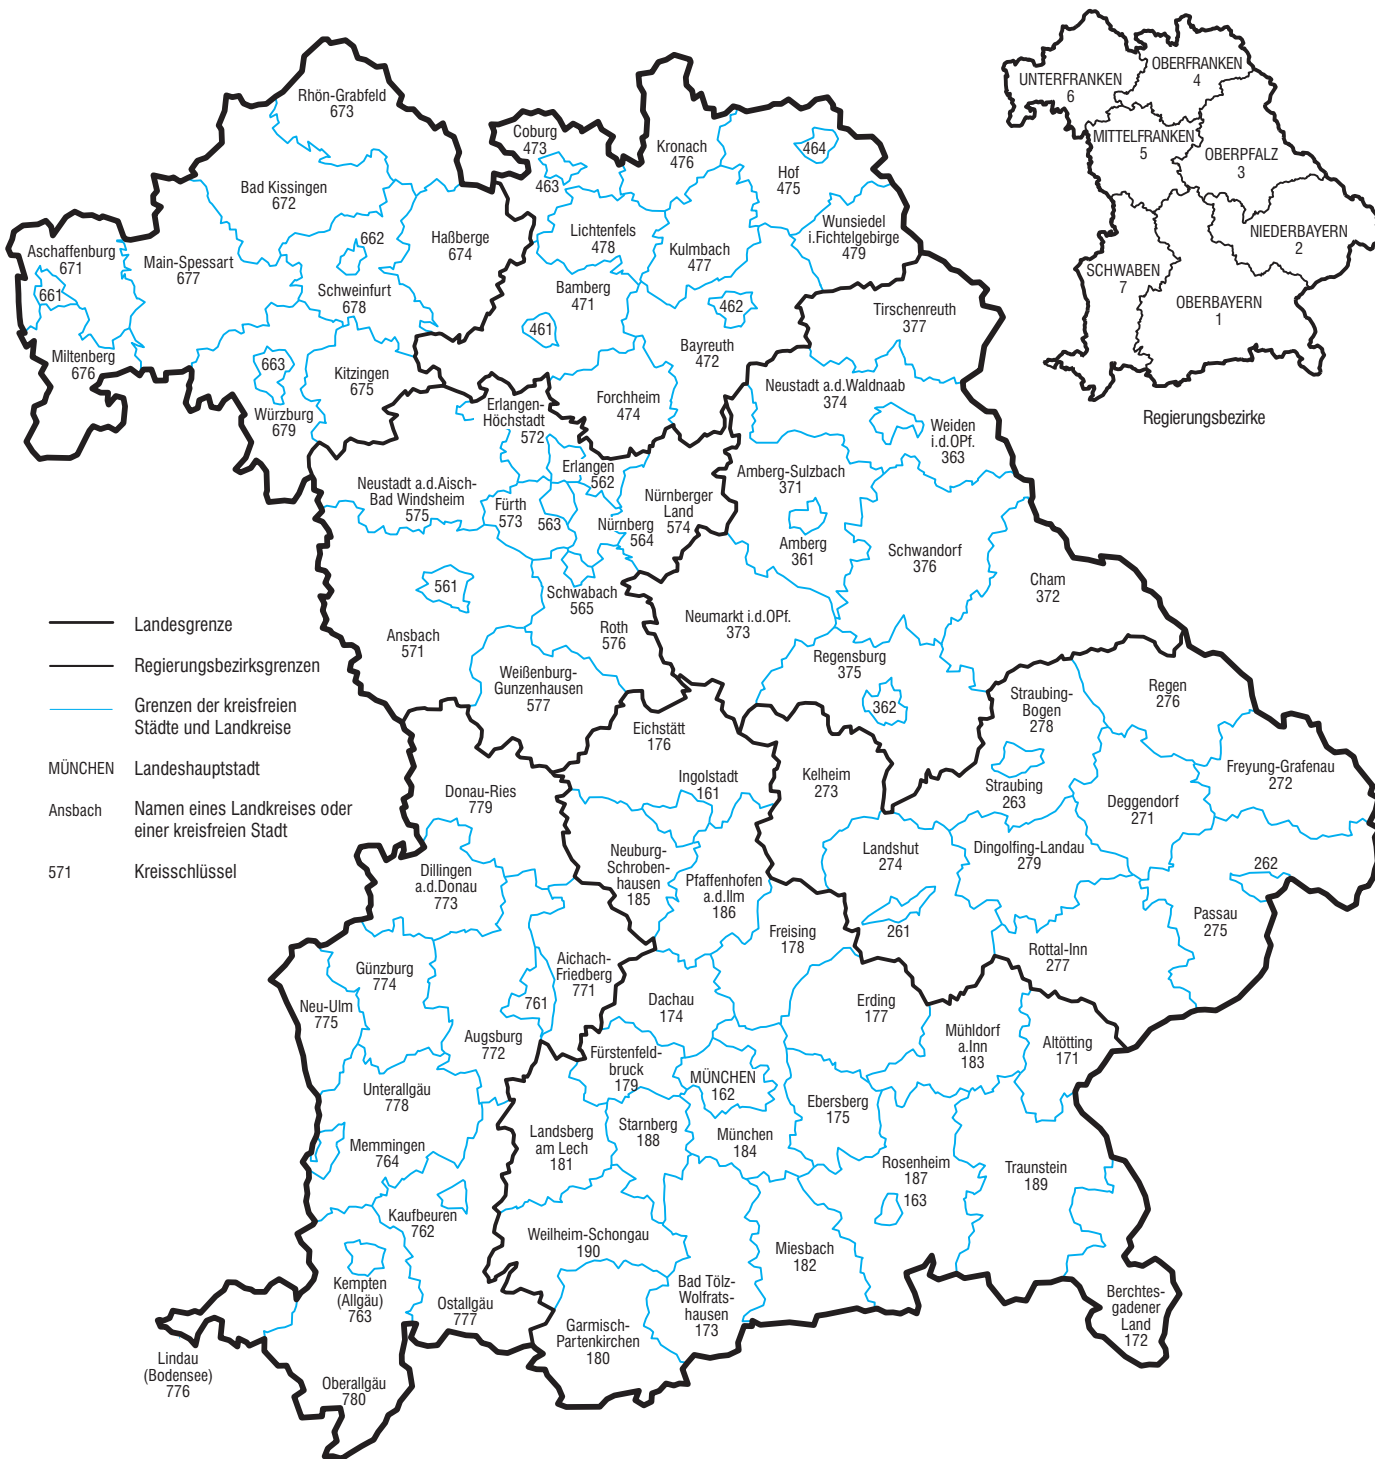 Rhön-Grabfeld
673
Coburg
473
463
Kronach
476
464
Hof
475
Bad Kissingen
672
662
Haßberge
674
Lichtenfels
478
Kulmbach
477
Wunsiedel
i.Fichtelgebirge
479
Aschaffenburg
671
661
Main-Spessart
677
Schweinfurt
678
Bamberg
471
461
462
Bayreuth
472
Tirschenreuth
377
Miltenberg
676
663
Würzburg
679
Kitzingen
675
Forchheim
474
Neustadt a.d.Waldnaab
374
Weiden
i.d.OPf.
363
Erlangen-
Höchstadt
572
Erlangen
562
Neustadt a.d.Aisch-
Bad Windsheim
575
Fürth
573
563
Nürnberg
564
Nürnberger
Land
574
Amberg-Sulzbach
371
Amberg
361
Schwandorf
376
Cham
372
561
Ansbach
571
Schwabach
565
Roth
576
Neumarkt i.d.OPf.
373
Weißenburg-
Gunzenhausen
577
Regensburg
375
362
Straubing-
Bogen
278
Straubing
263
Regen
276
Freyung-Grafenau
272
Deggendorf
271
Eichstätt
176
Ingolstadt
161
Kelheim
273
Donau-Ries
779
Dillingen
a.d.Donau
773
Neuburg-
Schroben-
hausen
185
Pfaffenhofen
a.d.Ilm
186
Landshut
274
261
Dingolfing-Landau
279
262
Passau
275
Rottal-Inn
277
Freising
178
Aichach-
Friedberg
771
761
Augsburg
772
Günzburg
774
Neu-Ulm
775
Dachau
174
Erding
177
Mühldorf
a.Inn
183
Altötting
171
Fürstenfeld-
bruck
179
MÜNCHEN
162
Ebersberg
175
Unterallgäu
778
Memmingen
764
Landsberg
am Lech
181
Starnberg
188
München
184
Rosenheim
187
163
Traunstein
189
Kaufbeuren
762
Weilheim-Schongau
190
Miesbach
182
Kempten
(Allgäu)
763
Ostallgäu
777
Bad Tölz-
Wolfrats-
hausen
173
Garmisch-
Partenkirchen
180
Berchtes-
gadener
Land
172
Lindau
(Bodensee)
776
Oberallgäu
780
Landesgrenze
Regierungsbezirksgrenzen
Grenzen der kreisfreien
Städte und Landkreise
MÜNCHEN Landeshauptstadt
Ansbach Namen eines Landkreises oder
einer kreisfreien Stadt
571 Kreisschlüssel
UNTERFRANKEN
6
OBERFRANKEN
4
MITTELFRANKEN
5
OBERPFALZ
3
NIEDERBAYERN
2
SCHWABEN
7
OBERBAYERN
1
Regierungsbezirke